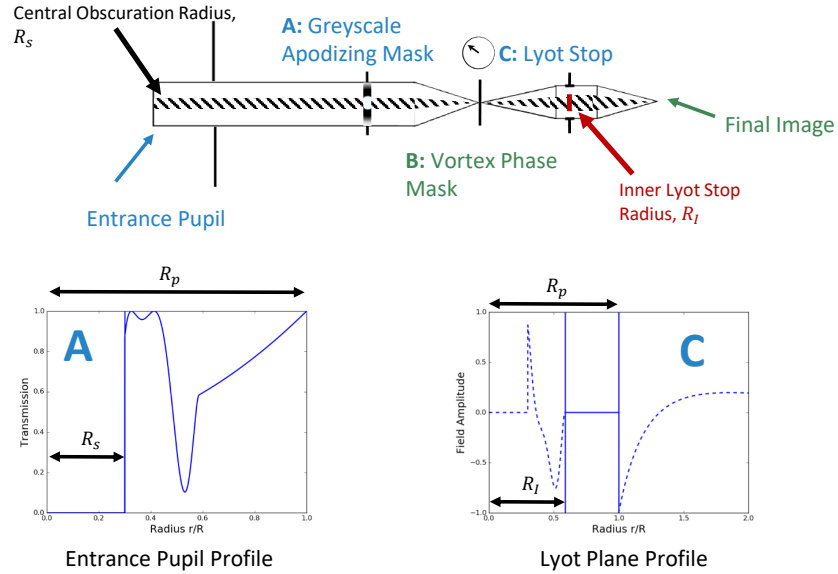 Central Obscuration Radius,
R_s
A: Greyscale
Apodizing Mask
C: Lyot Stop
Final Image
B: Vortex Phase
Mask
Inner Lyot Stop
Radius, R_I
Entrance Pupil
R_p
1.0
0.8
0.6
0.4
0.2
0.0
Transmission
A
R_s
0.0 0.2 0.4 0.6 0.8 1.0
Radius r/R
Entrance Pupil Profile
R_p
1.0
0.5
0.0
−0.5
−1.0
Field Amplitude
C
R_I
0.0 0.5 1.0 1.5 2.0
Radius r/R
Lyot Plane Profile